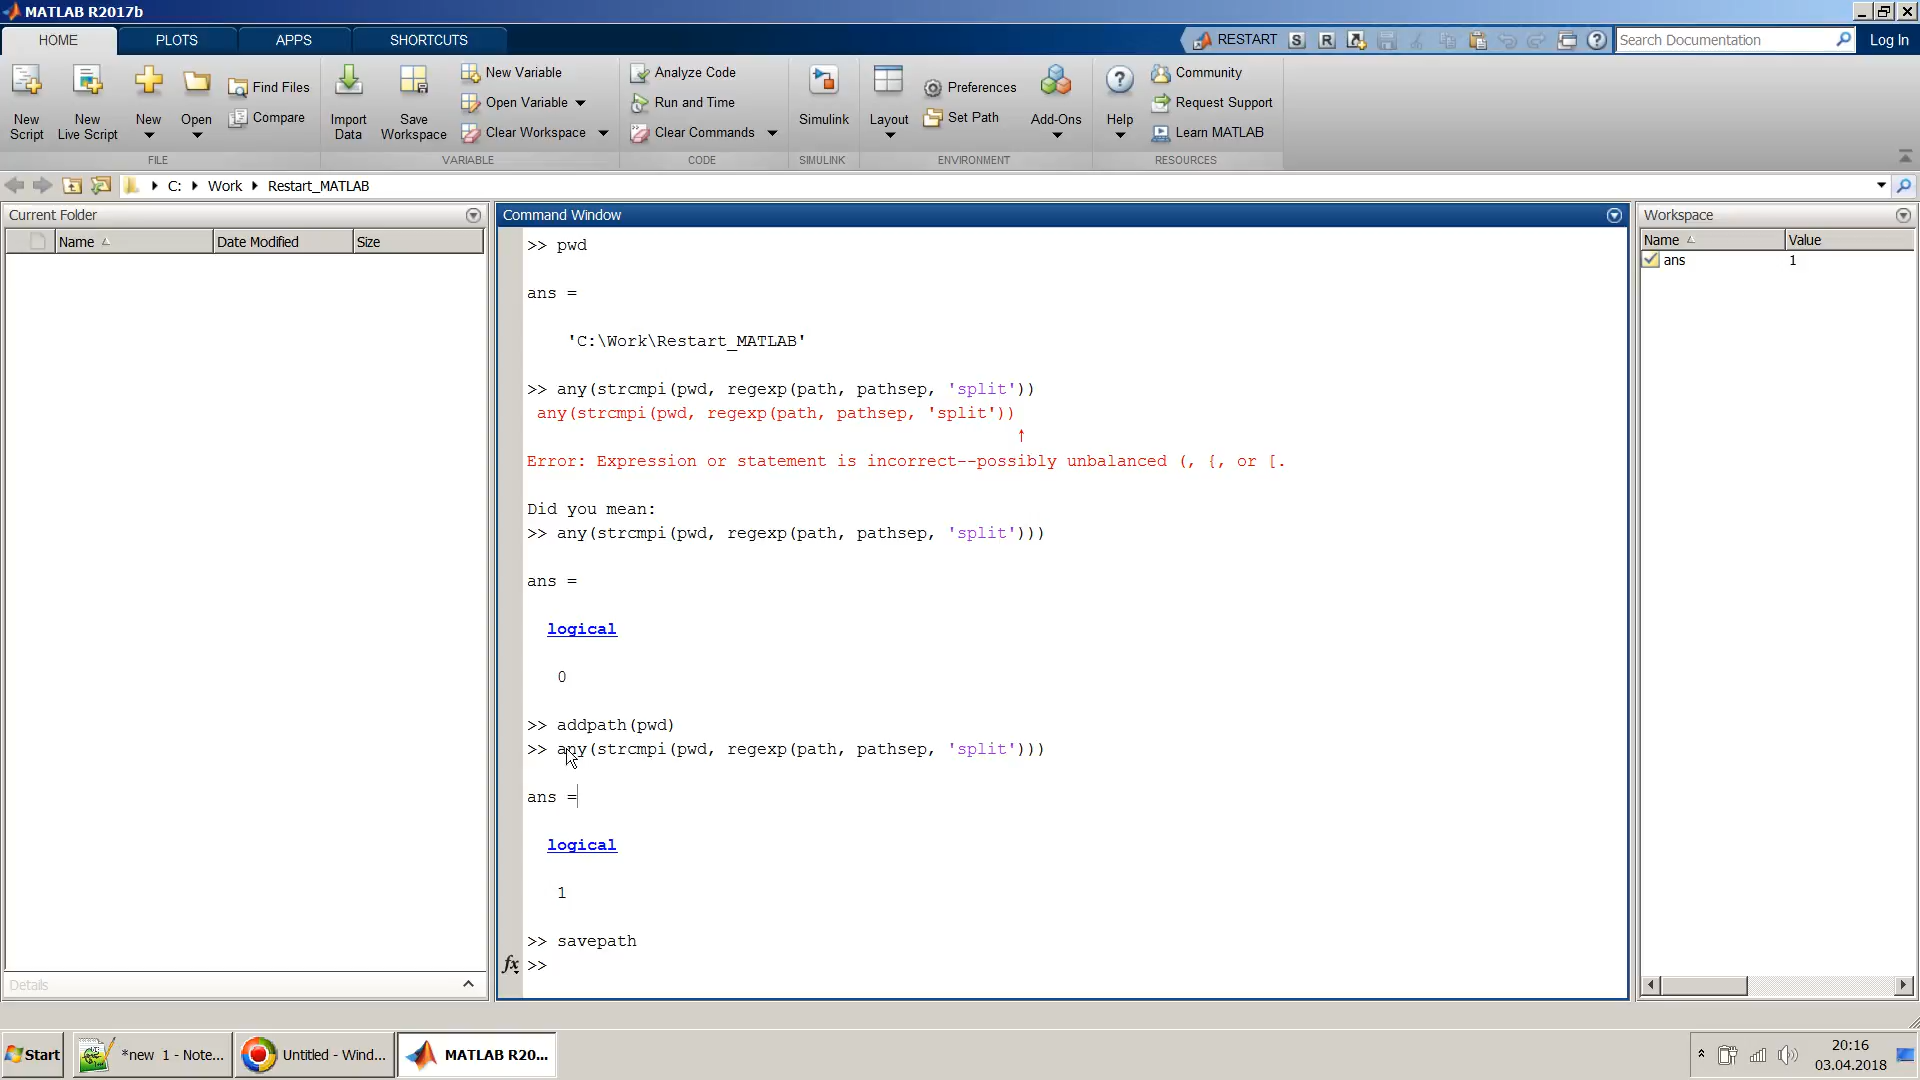 MATLAB R2017b
HOME PLOTS APPS SHORTCUTS RESTART S R Search Documentation Log In
New Script
New Live Script
New
Open
Find Files
Compare
Import Data
Save Workspace
New Variable
Open Variable
Clear Workspace
Analyze Code
Run and Time
Clear Commands
Simulink
Layout
Preferences
Set Path
Add-Ons
Help
Community
Request Support
Learn MATLAB
FILE VARIABLE CODE SIMULINK ENVIRONMENT RESOURCES
C: Work Restart_MATLAB
Current Folder
Name Date Modified Size
Details
Command Window
>> pwd
ans =
'C:\Work\Restart_MATLAB'
>> any(strcmpi(pwd, regexp(path, pathsep, 'split'))
any(strcmpi(pwd, regexp(path, pathsep, 'split'))
↑
Error: Expression or statement is incorrect--possibly unbalanced (, {, or [.
Did you mean:
>> any(strcmpi(pwd, regexp(path, pathsep, 'split')))
ans =
logical
0
>> addpath(pwd)
>> any(strcmpi(pwd, regexp(path, pathsep, 'split')))
ans =
logical
1
>> savepath
fx >>
Workspace
Name Value
ans 1
Start *new 1 - Note... Untitled - Wind... MATLAB R20...
20:16
03.04.2018